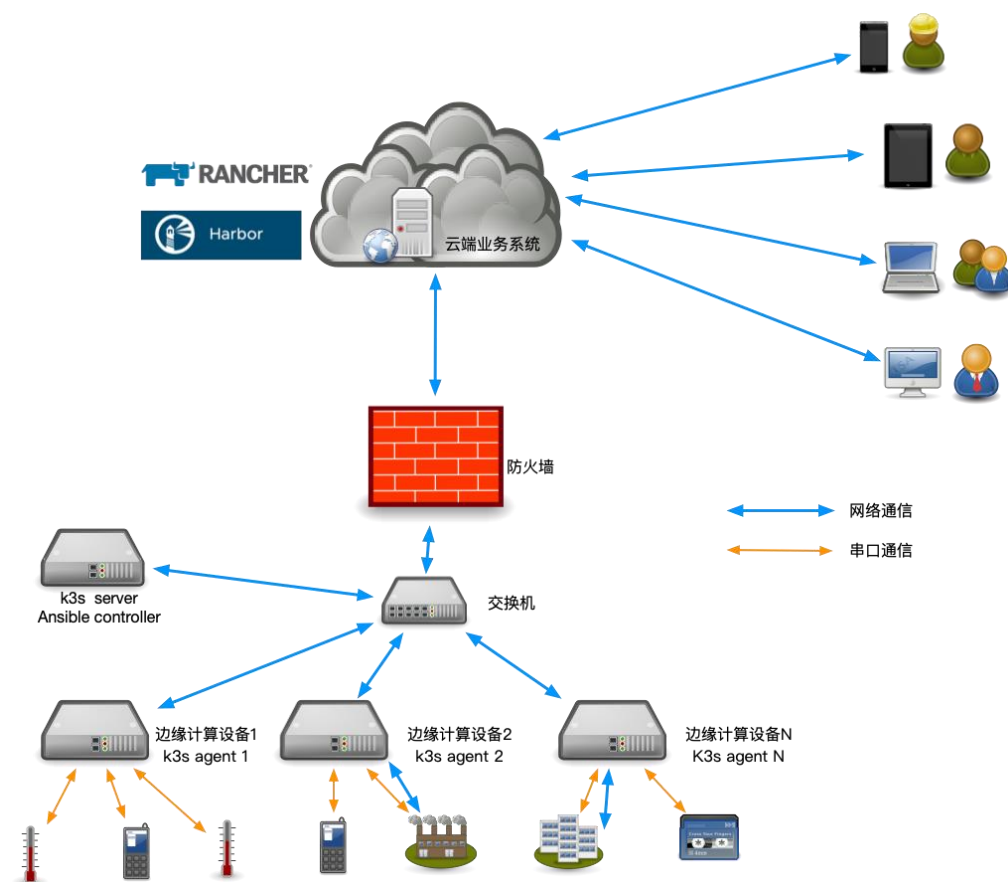 RANCHER
Harbor
云端业务系统
防火墙
网络通信
串口通信
k3s server
Ansible controller
交换机
边缘计算设备1
k3s agent 1
边缘计算设备2
k3s agent 2
边缘计算设备N
K3s agent N